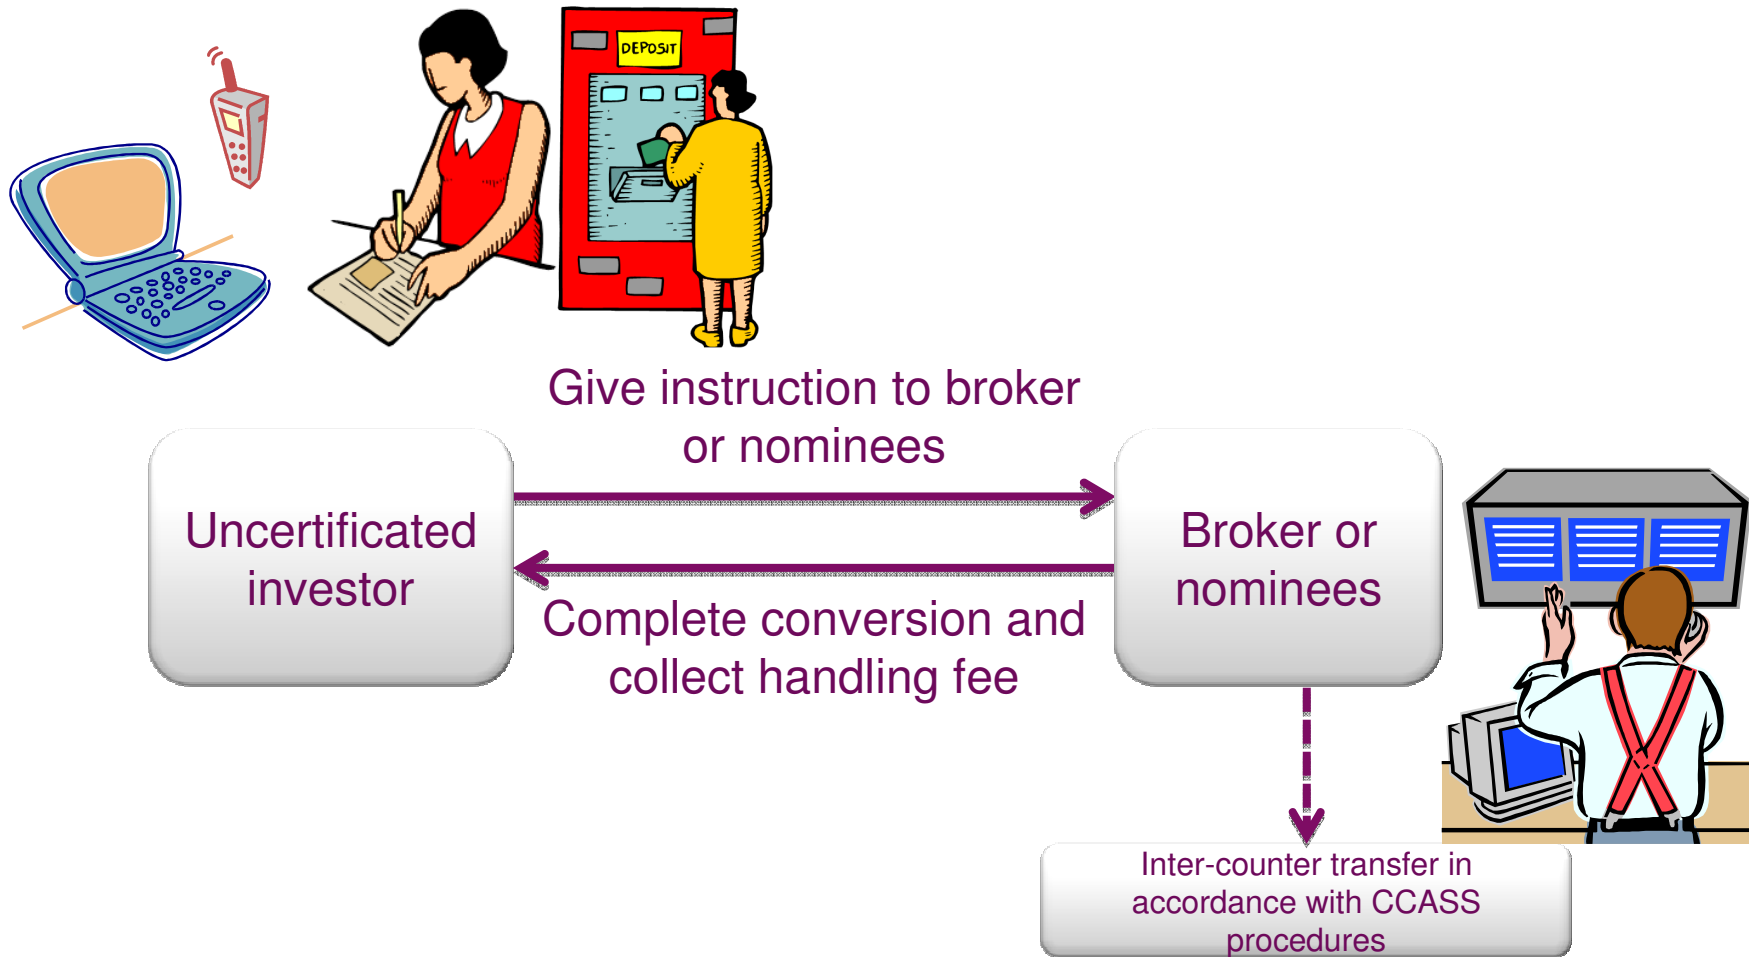 DEPOSIT
Give instruction to broker
or nominees
Uncertificated
investor
Broker or
nominees
Complete conversion and
collect handling fee
Inter-counter transfer in
accordance with CCASS
procedures